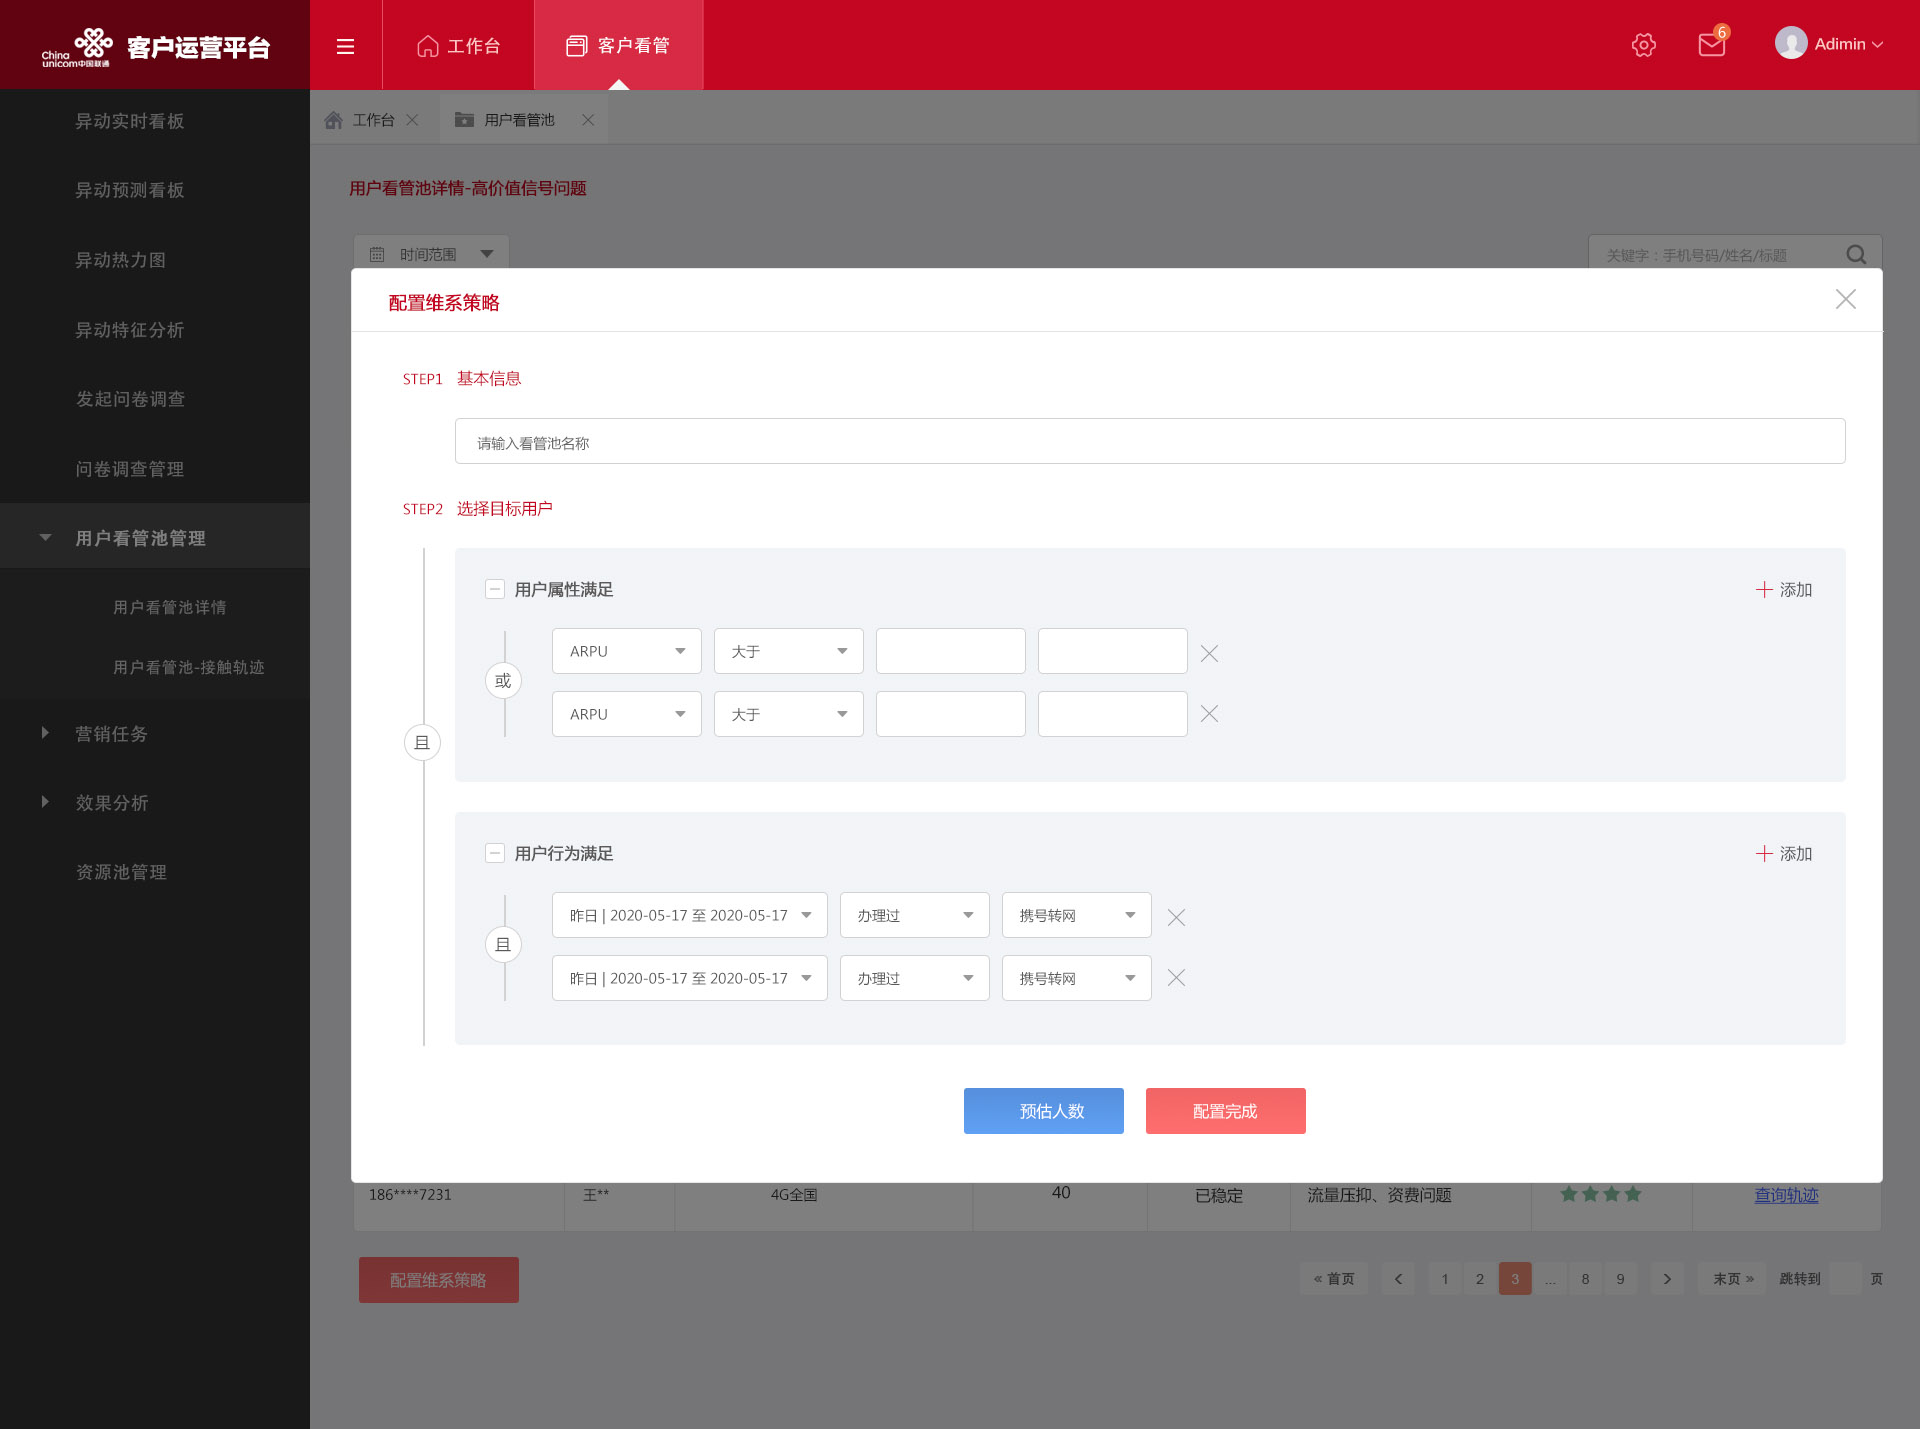 China
unicom中国联通
客户运营平台
工作台
客户看管
6
Adimin
异动实时看板
异动预测看板
异动热力图
异动特征分析
发起问卷调查
问卷调查管理
用户看管池管理
用户看管池详情
用户看管池-接触轨迹
营销任务
效果分析
资源池管理
工作台
用户看管池
用户看管池详情-高价值信号问题
时间范围
关键字：手机号码/姓名/标题
配置维系策略
STEP1 基本信息
请输入看管池名称
STEP2 选择目标用户
且
用户属性满足
添加
或
ARPU 大于
ARPU 大于
用户行为满足
添加
且
昨日 | 2020-05-17 至 2020-05-17 办理过 携号转网
昨日 | 2020-05-17 至 2020-05-17 办理过 携号转网
预估人数
配置完成
186****7231 王** 4G全国 40 已稳定 流量压抑、资费问题 查询轨迹
配置维系策略
« 首页 < 1 2 3 ... 8 9 > 末页 » 跳转到 页